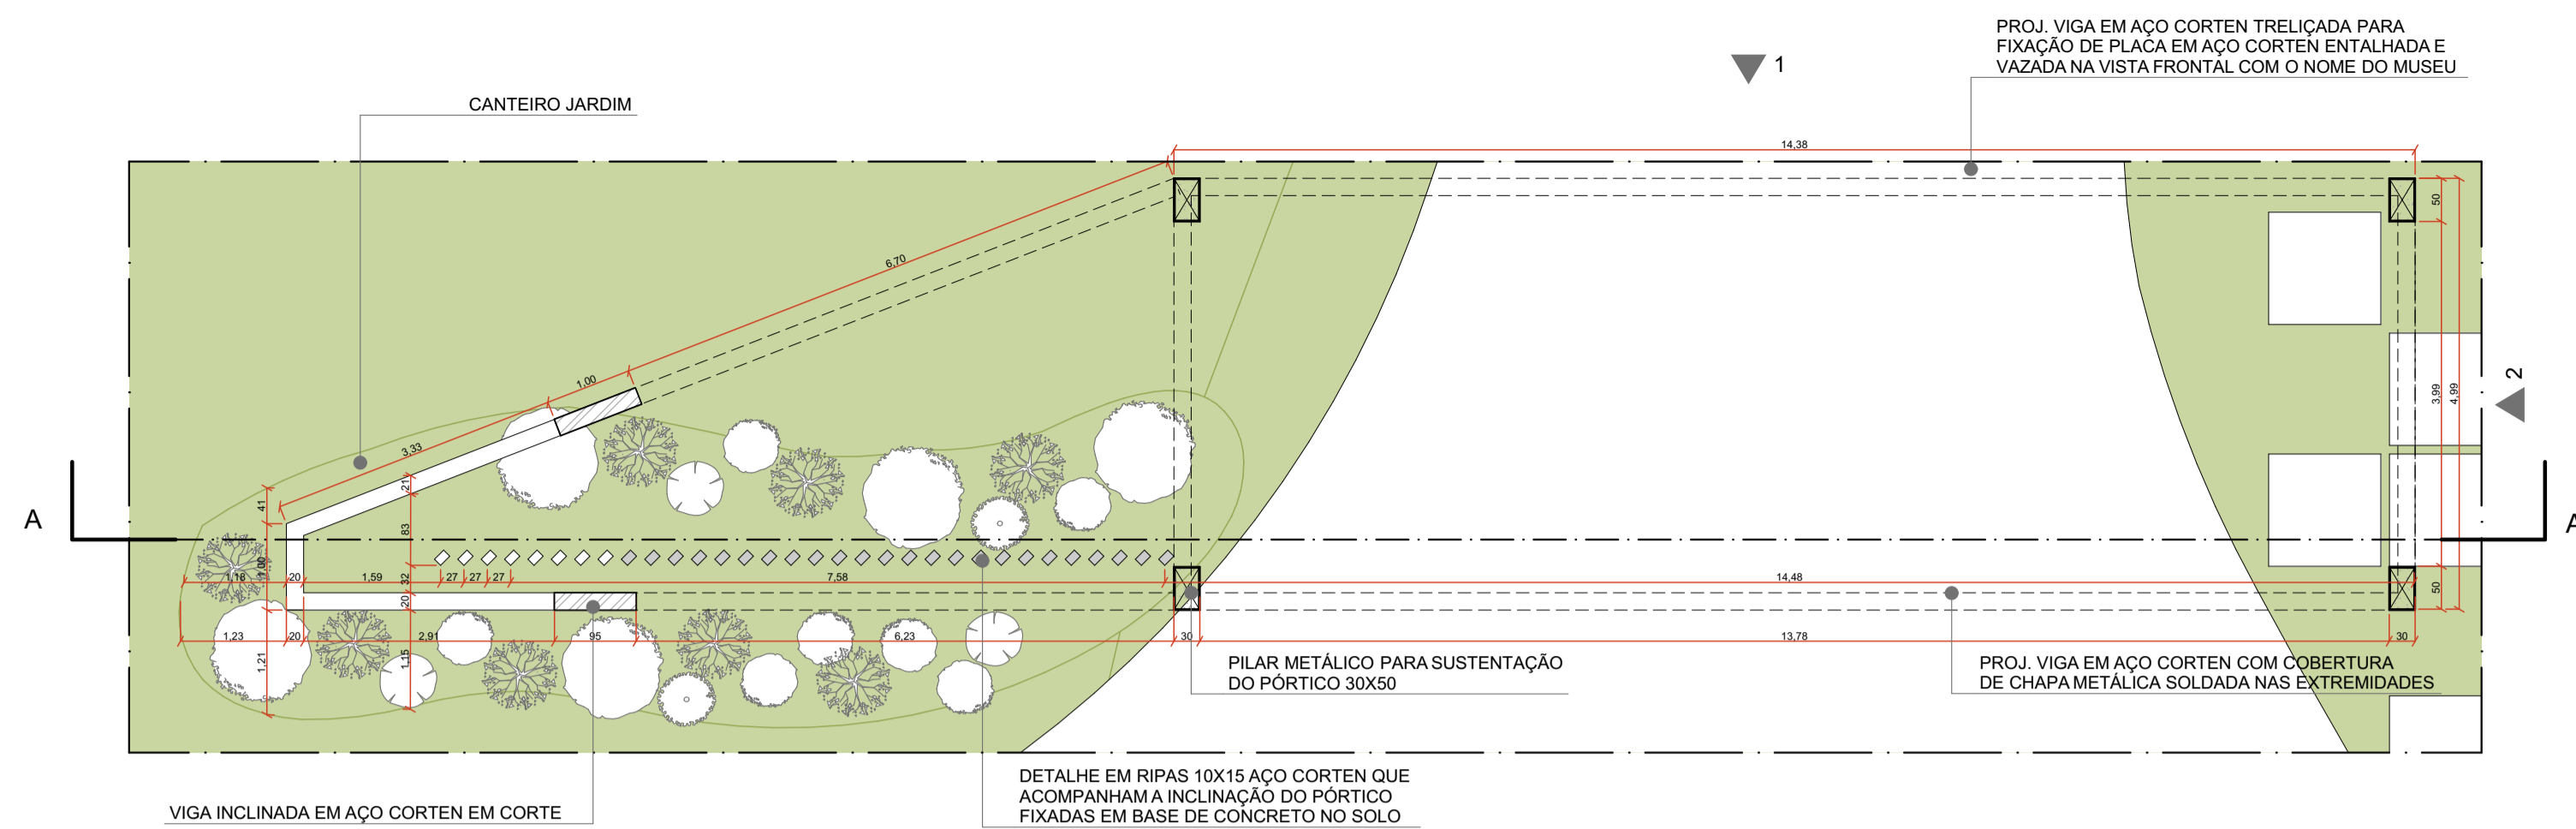 PROJ. VIGA EM AÇO CORTEN TRELIÇADA PARA
FIXAÇÃO DE PLACA EM AÇO CORTEN ENTALHADA E
VAZADA NA VISTA FRONTAL COM O NOME DO MUSEU
1
CANTEIRO JARDIM
14,38
50
6,70
2
1,00
3,99
4,99
3,33
21
41
A
A
83
1,00
1,18
20
1,59
27
27
27
32
7,58
14,48
50
20
1,23
20
2,91
95
6,23
30
13,78
30
1,21
1,15
PILAR METÁLICO PARA SUSTENTAÇÃO
DO PÓRTICO 30X50
PROJ. VIGA EM AÇO CORTEN COM COBERTURA
DE CHAPA METÁLICA SOLDADA NAS EXTREMIDADES
DETALHE EM RIPAS 10X15 AÇO CORTEN QUE
ACOMPANHAM A INCLINAÇÃO DO PÓRTICO
FIXADAS EM BASE DE CONCRETO NO SOLO
VIGA INCLINADA EM AÇO CORTEN EM CORTE